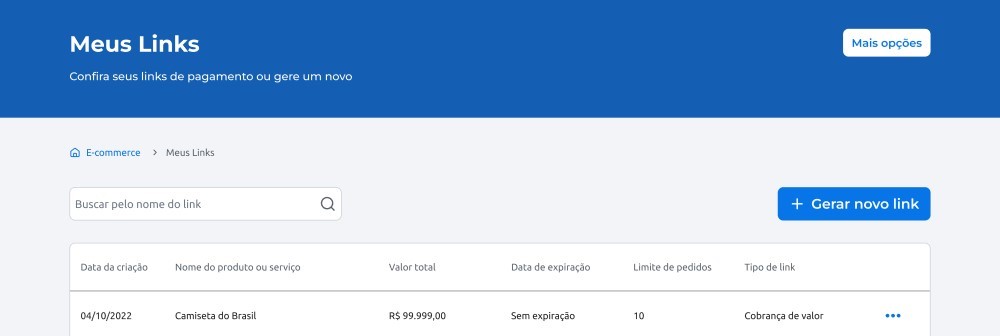 Meus Links
Mais opções
Confira seus links de pagamento ou gere um novo
E-commerce > Meus Links
Buscar pelo nome do link
+ Gerar novo link
Data da criação Nome do produto ou serviço Valor total Data de expiração Limite de pedidos Tipo de link
04/10/2022 Camiseta do Brasil R$ 99.999,00 Sem expiração 10 Cobrança de valor